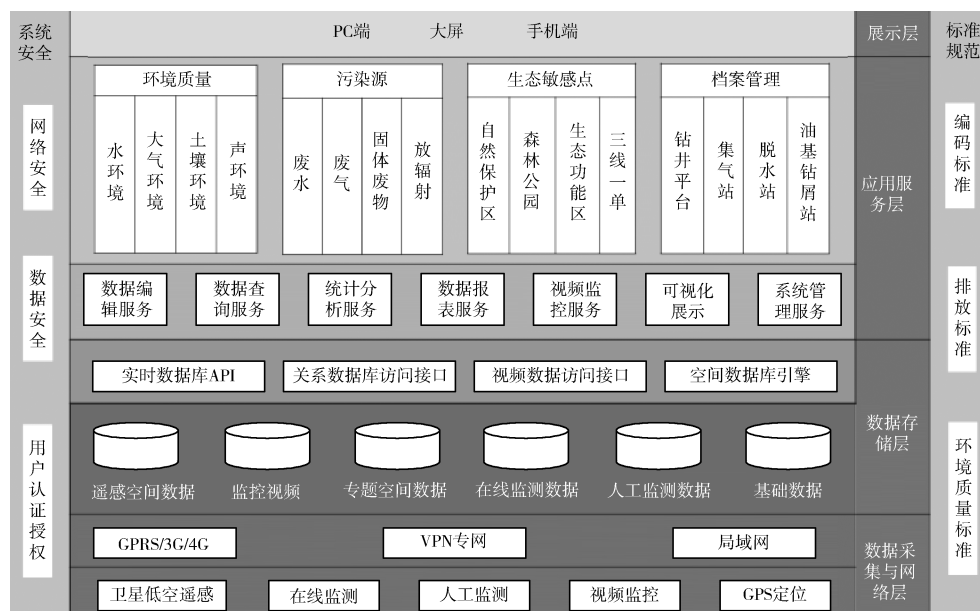 系统
安全
网络安全
数据安全
用户认证授权
PC端 大屏 手机端
展示层
环境质量
水环境
大气环境
土壤环境
声环境
污染源
废水
废气
固体废物
放辐射
生态敏感点
自然保护区
森林公园
生态功能区
三线一单
档案管理
钻井平台
集气站
脱水站
油基钻屑站
应用服
务层
数据编
辑服务
数据查
询服务
统计分
析服务
数据报
表服务
视频监
控服务
可视化
展示
系统管
理服务
实时数据库API
关系数据库访问接口
视频数据访问接口
空间数据库引擎
数据存
储层
遥感空间数据
监控视频
专题空间数据
在线监测数据
人工监测数据
基础数据
GPRS/3G/4G
VPN专网
局域网
数据采
集与网
络层
卫星低空遥感
在线监测
人工监测
视频监控
GPS定位
标准
规范
编码标准
排放标准
环境质量标准